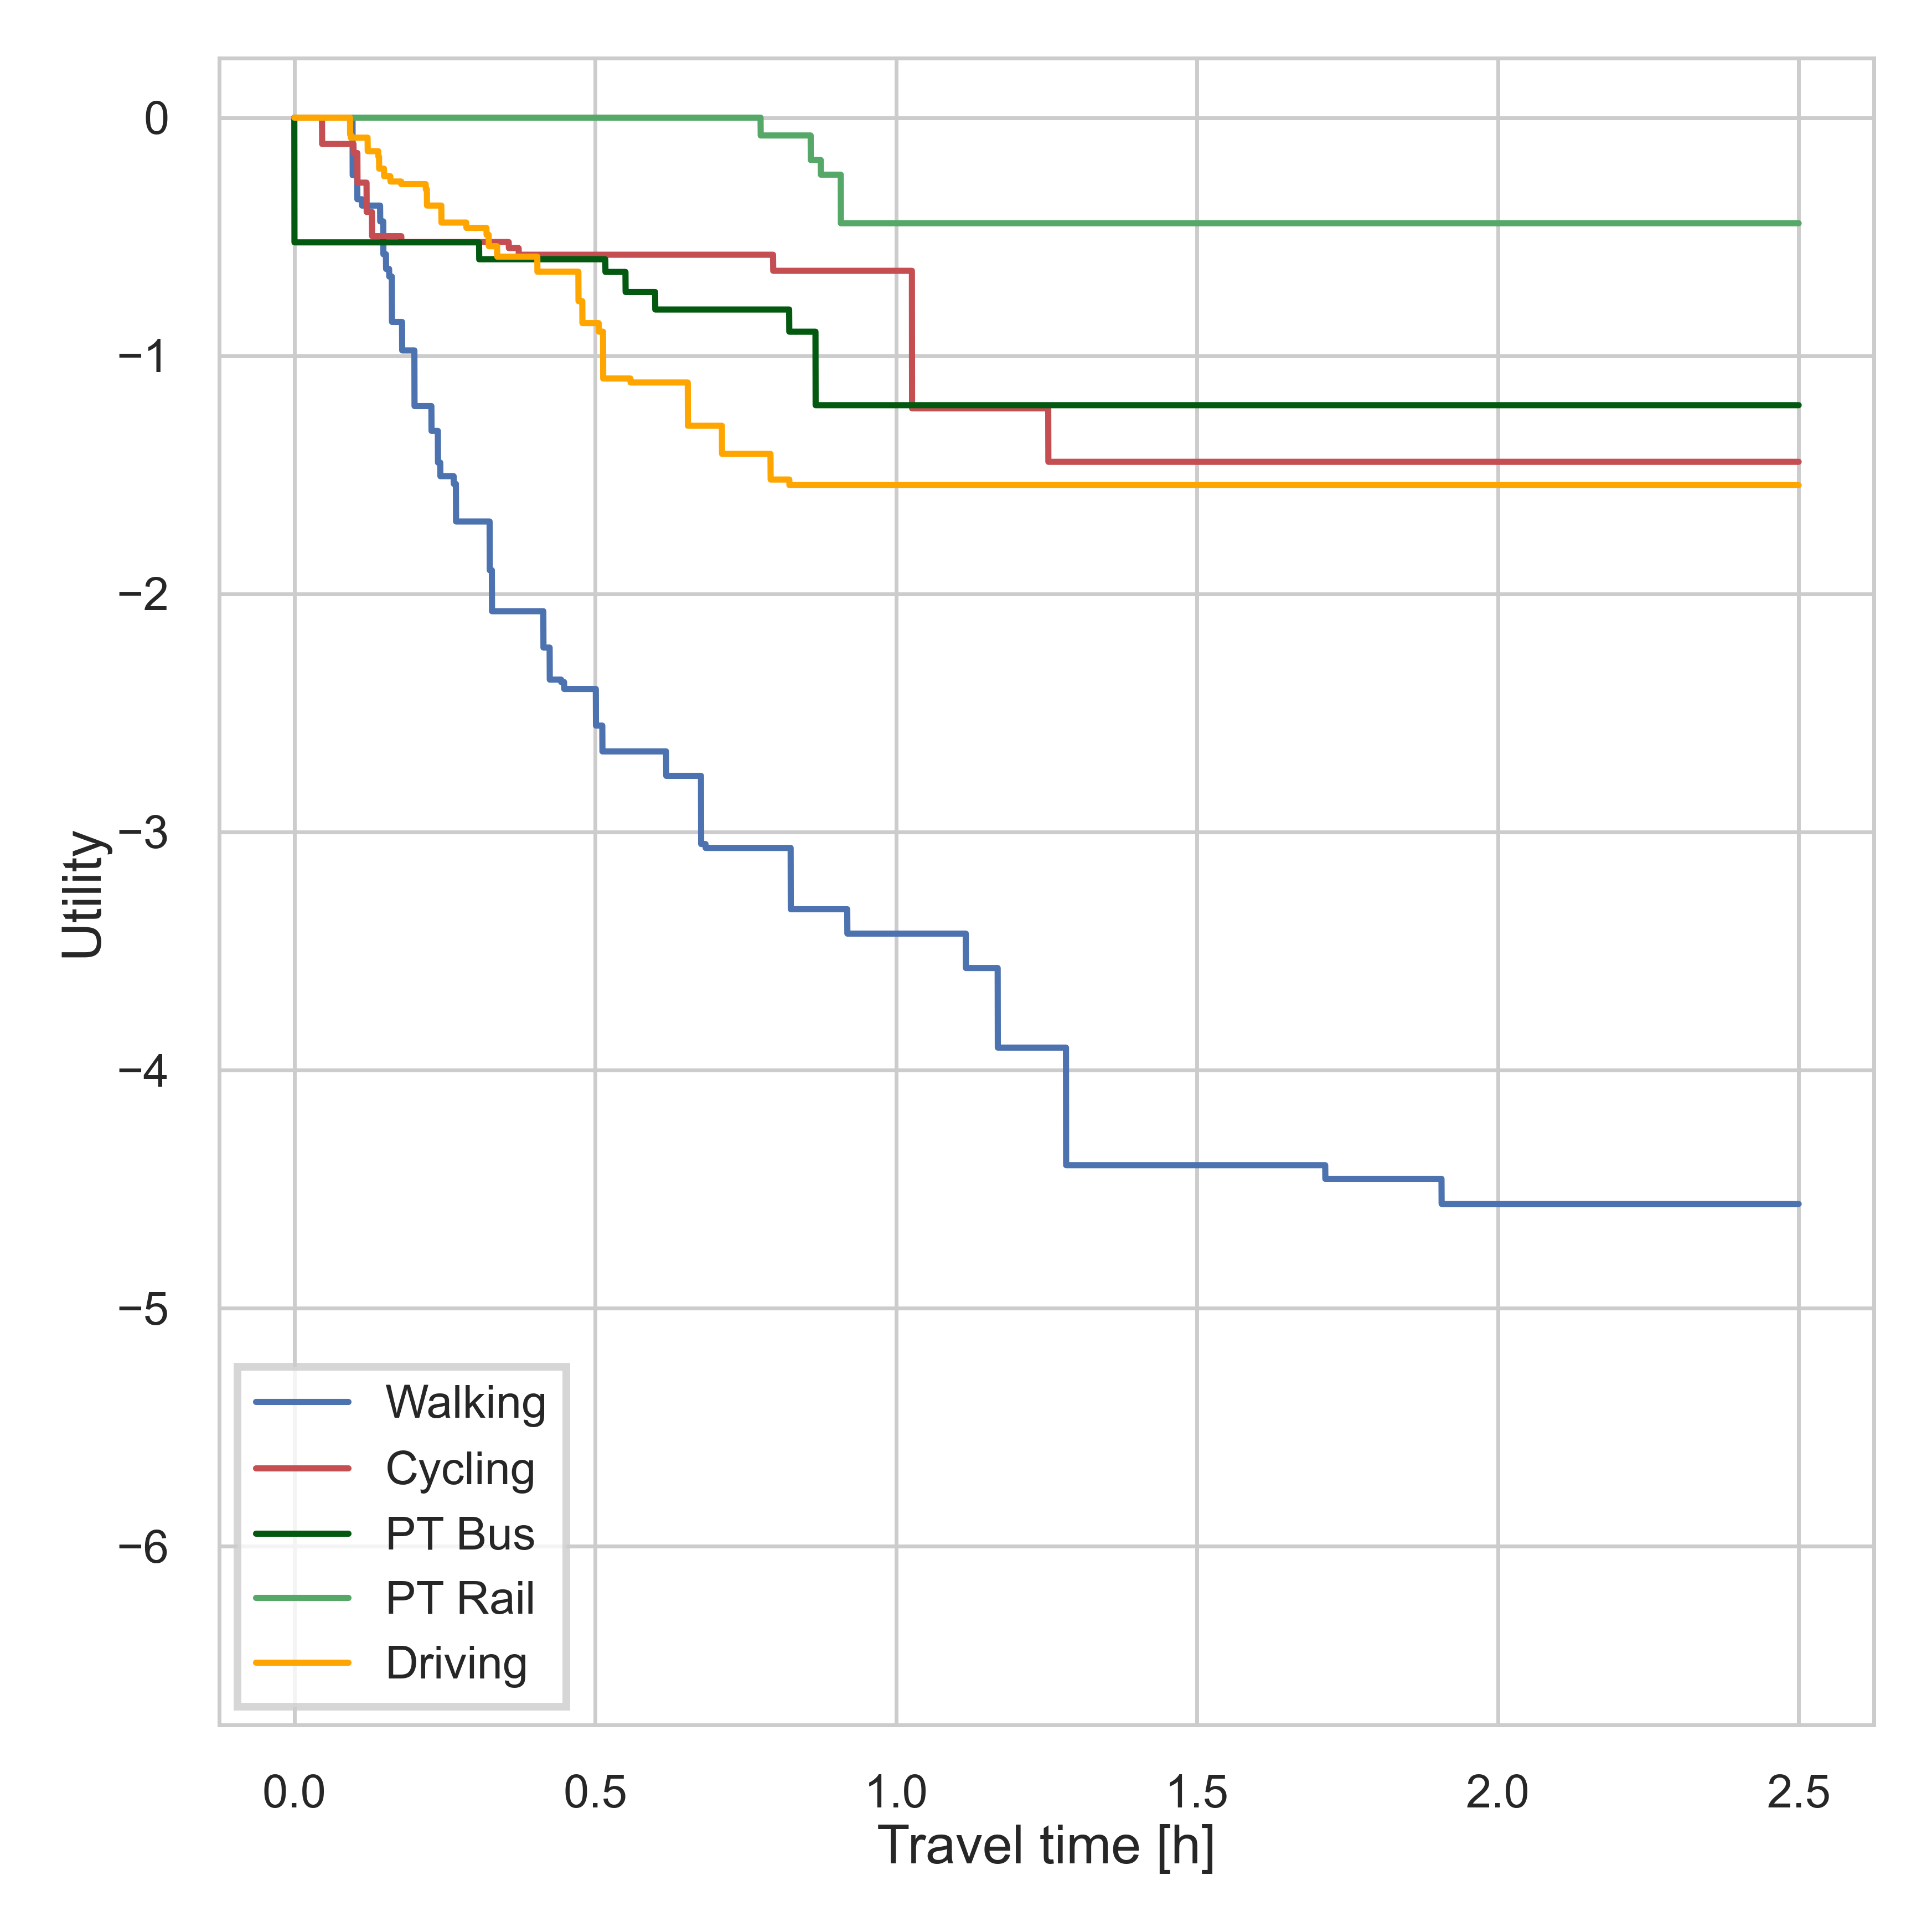 0
−1
−2
−3
−4
−5
−6
Utility
Walking
Cycling
PT Bus
PT Rail
Driving
0.0 0.5 1.0 1.5 2.0 2.5
Travel time [h]